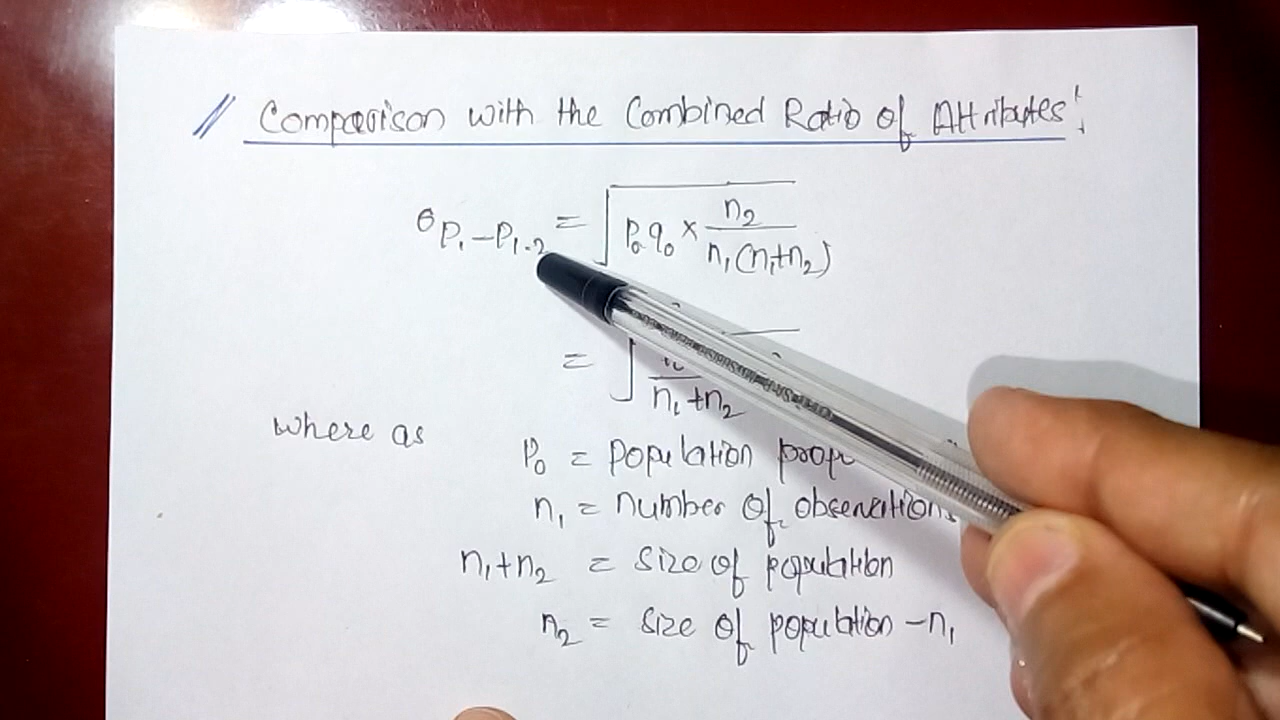 // Comparison with the Combined Ratio of Attributes:
σP₁−P₁.₂ = √(p₀q₀ × n₂/n₁(n₁+n₂))
= √( /n₁+n₂
where as
P₀ = population
n₁ = number of observations
n₁+n₂ = size of population
n₂ = size of population − n₁